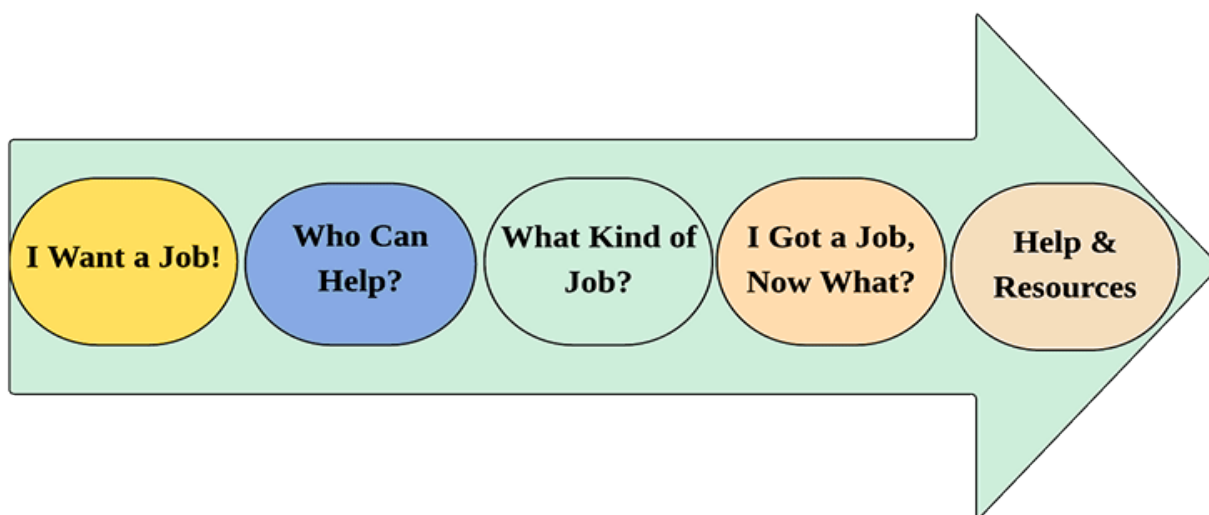 I Want a Job!
Who Can
Help?
What Kind of
Job?
I Got a Job,
Now What?
Help &
Resources